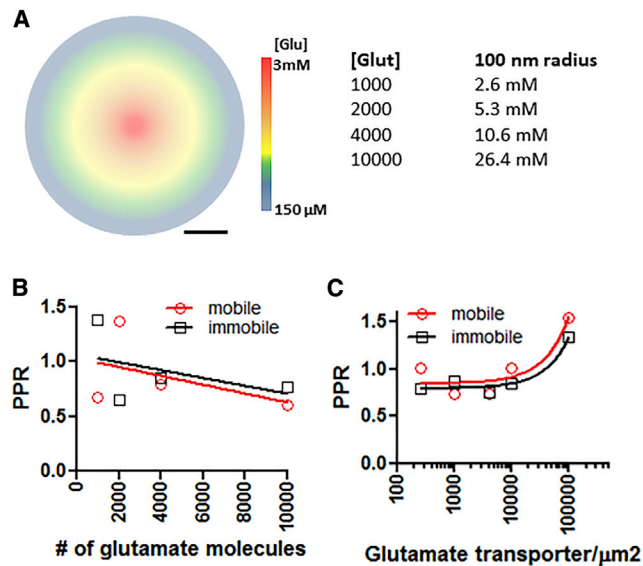 A
[Glu]
3mM
150 µM
[Glut] 100 nm radius
1000 2.6 mM
2000 5.3 mM
4000 10.6 mM
10000 26.4 mM
B
mobile
immobile
PPR
1.5
1.0
0.5
0.0
0
2000
4000
6000
8000
10000
# of glutamate molecules
C
mobile
immobile
PPR
1.5
1.0
0.5
0.0
100
1000
10000
100000
Glutamate transporter/µm2